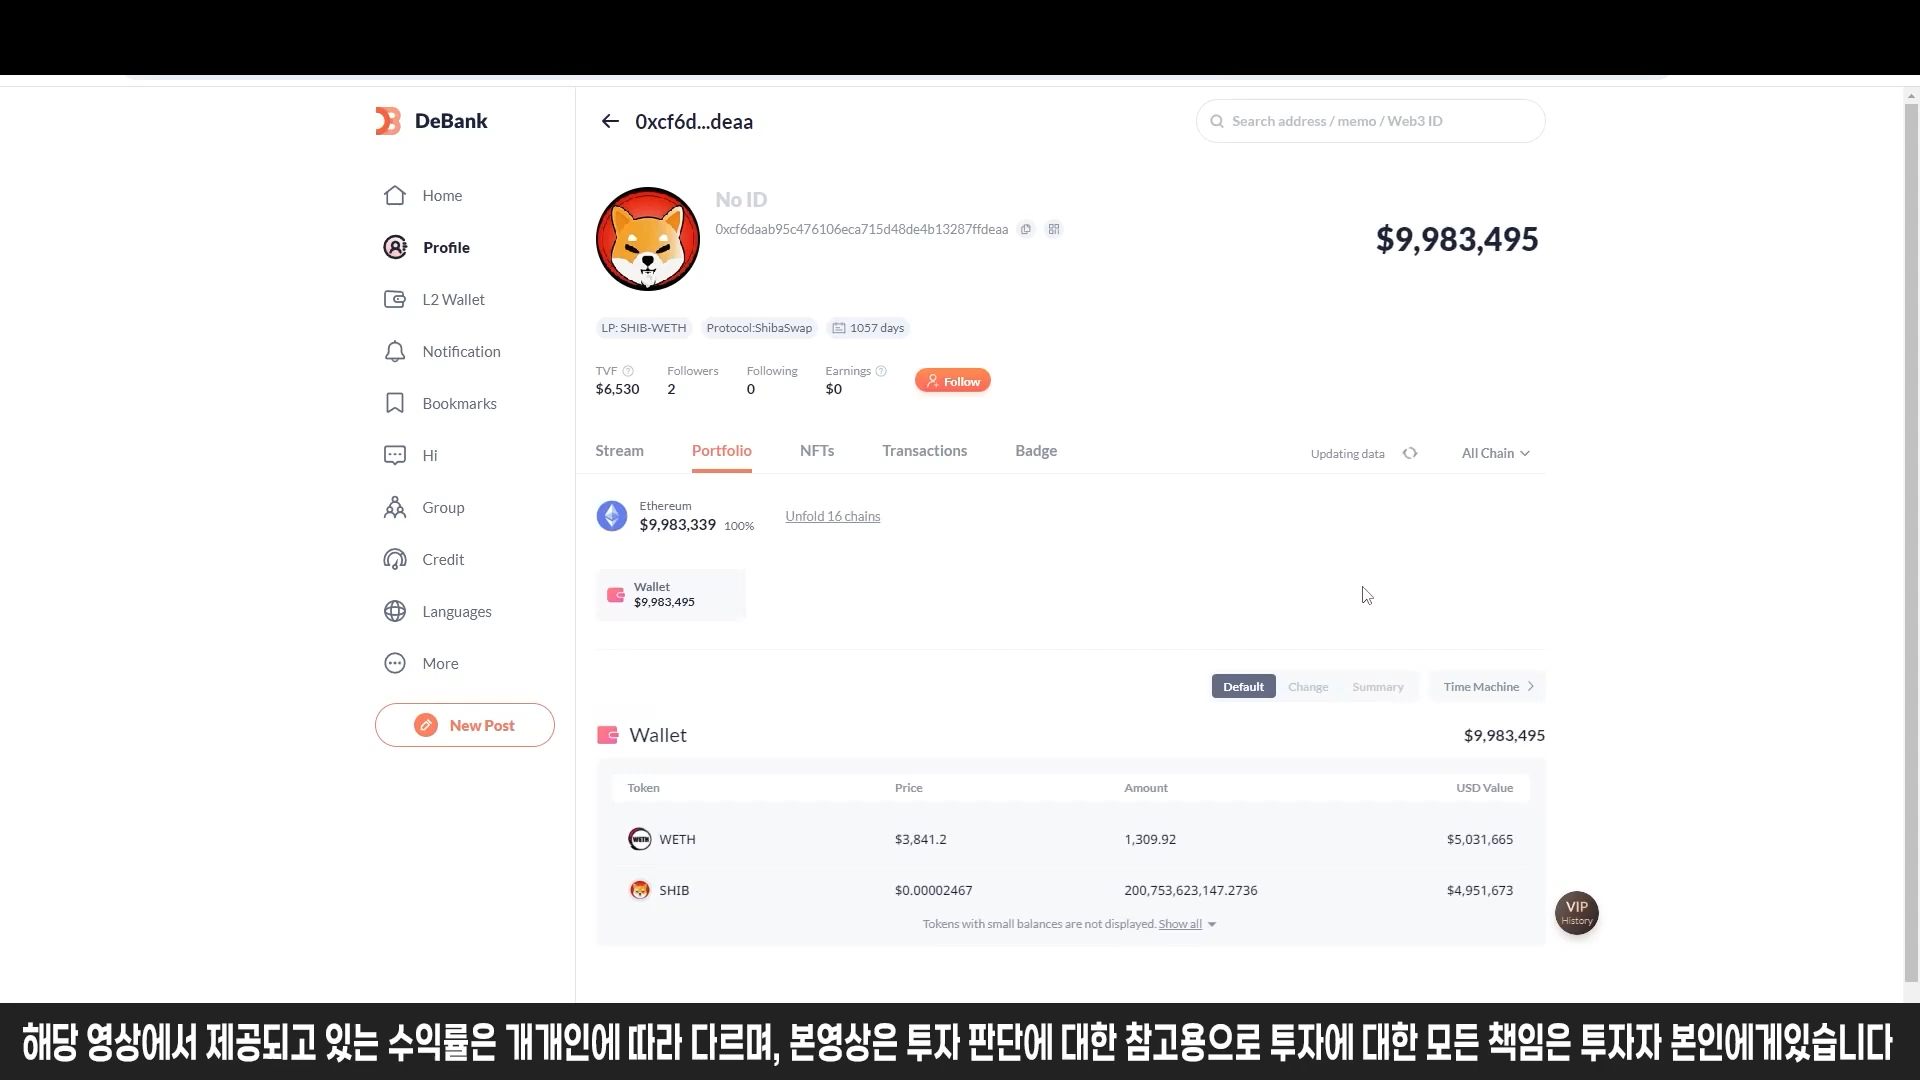 DeBank
Home
Profile
L2 Wallet
Notification
Bookmarks
Hi
Group
Credit
Languages
More
New Post
0xcf6d...deaa
Search address / memo / Web3 ID
No ID
0xcf6daab95c476106eca715d48de4b13287ffdeaa
$9,983,495
LP: SHIB-WETH Protocol:ShibaSwap 1057 days
TVF Followers Following Earnings
$6,530 2 0 $0
Follow
Stream Portfolio NFTs Transactions Badge
Updating data All Chain
Ethereum
$9,983,339 100%
Unfold 16 chains
Wallet
$9,983,495
Default Change Summary Time Machine
Wallet $9,983,495
Token Price Amount USD Value
WETH WETH $3,841.2 1,309.92 $5,031,665
SHIB $0.00002467 200,753,623,147.2736 $4,951,673
Tokens with small balances are not displayed. Show all
VIP
History
해당 영상에서 제공되고 있는 수익률은 개개인에 따라 다르며, 본영상은 투자 판단에 대한 참고용으로 투자에 대한 모든 책임은 투자자 본인에게있습니다